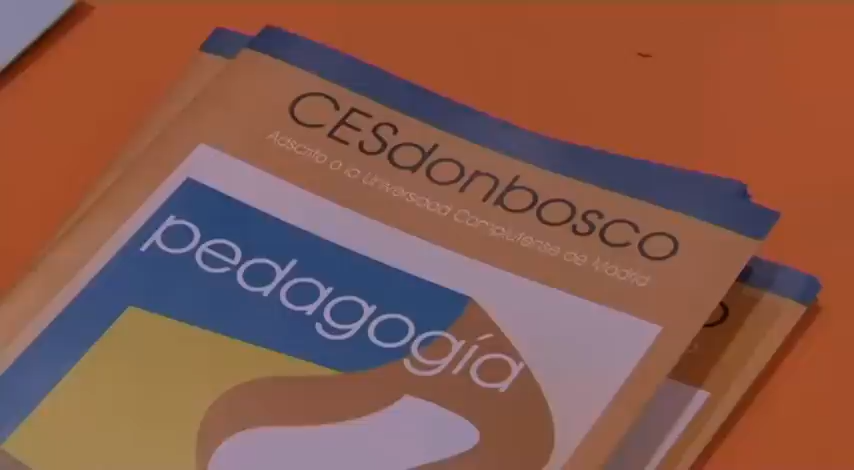 CESdonbosco
Adscrito a la Universidad Complutense de Madrid
pedagogía